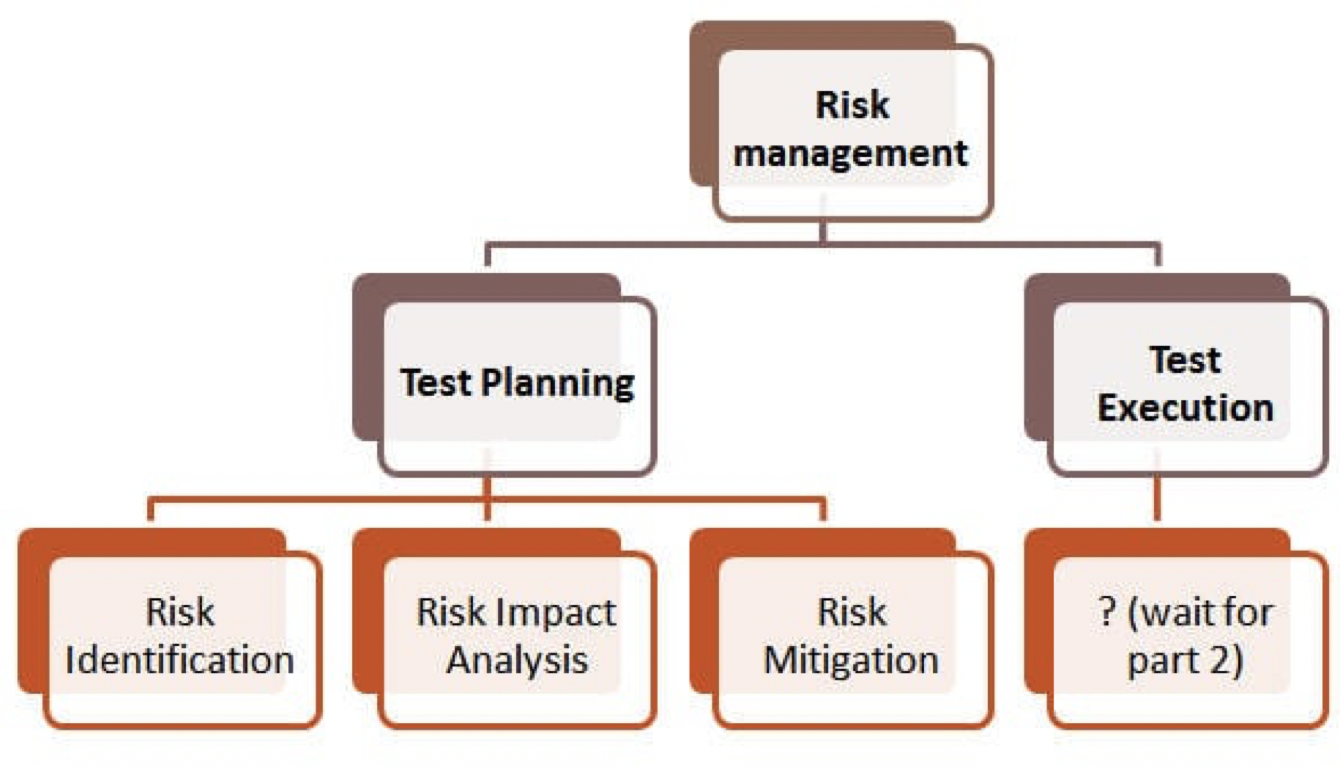 Risk
management
Test Planning
Test
Execution
Risk
Identification
Risk Impact
Analysis
Risk
Mitigation
? (wait for
part 2)